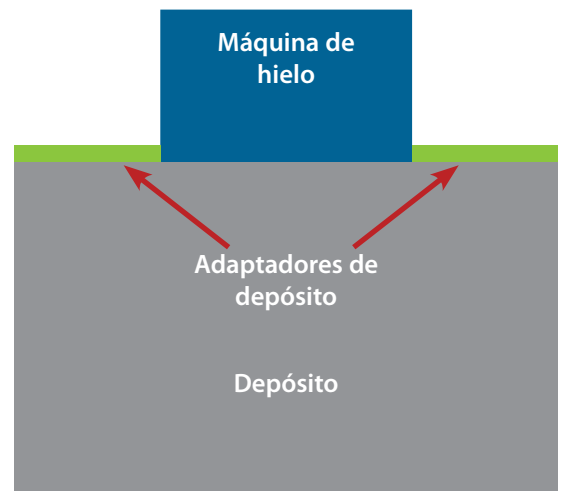 Máquina de
hielo
Adaptadores de
depósito
Depósito